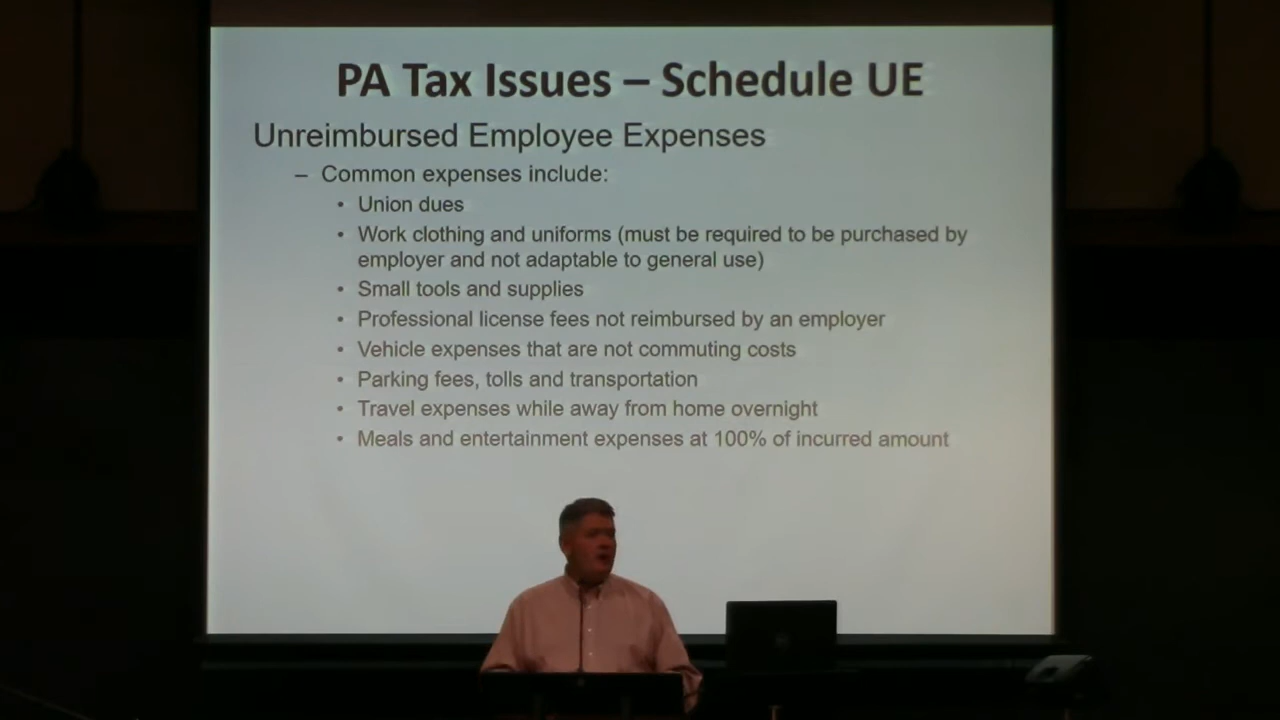 PA Tax Issues – Schedule UE
Unreimbursed Employee Expenses
– Common expenses include:
• Union dues
• Work clothing and uniforms (must be required to be purchased by
employer and not adaptable to general use)
• Small tools and supplies
• Professional license fees not reimbursed by an employer
• Vehicle expenses that are not commuting costs
• Parking fees, tolls and transportation
• Travel expenses while away from home overnight
• Meals and entertainment expenses at 100% of incurred amount